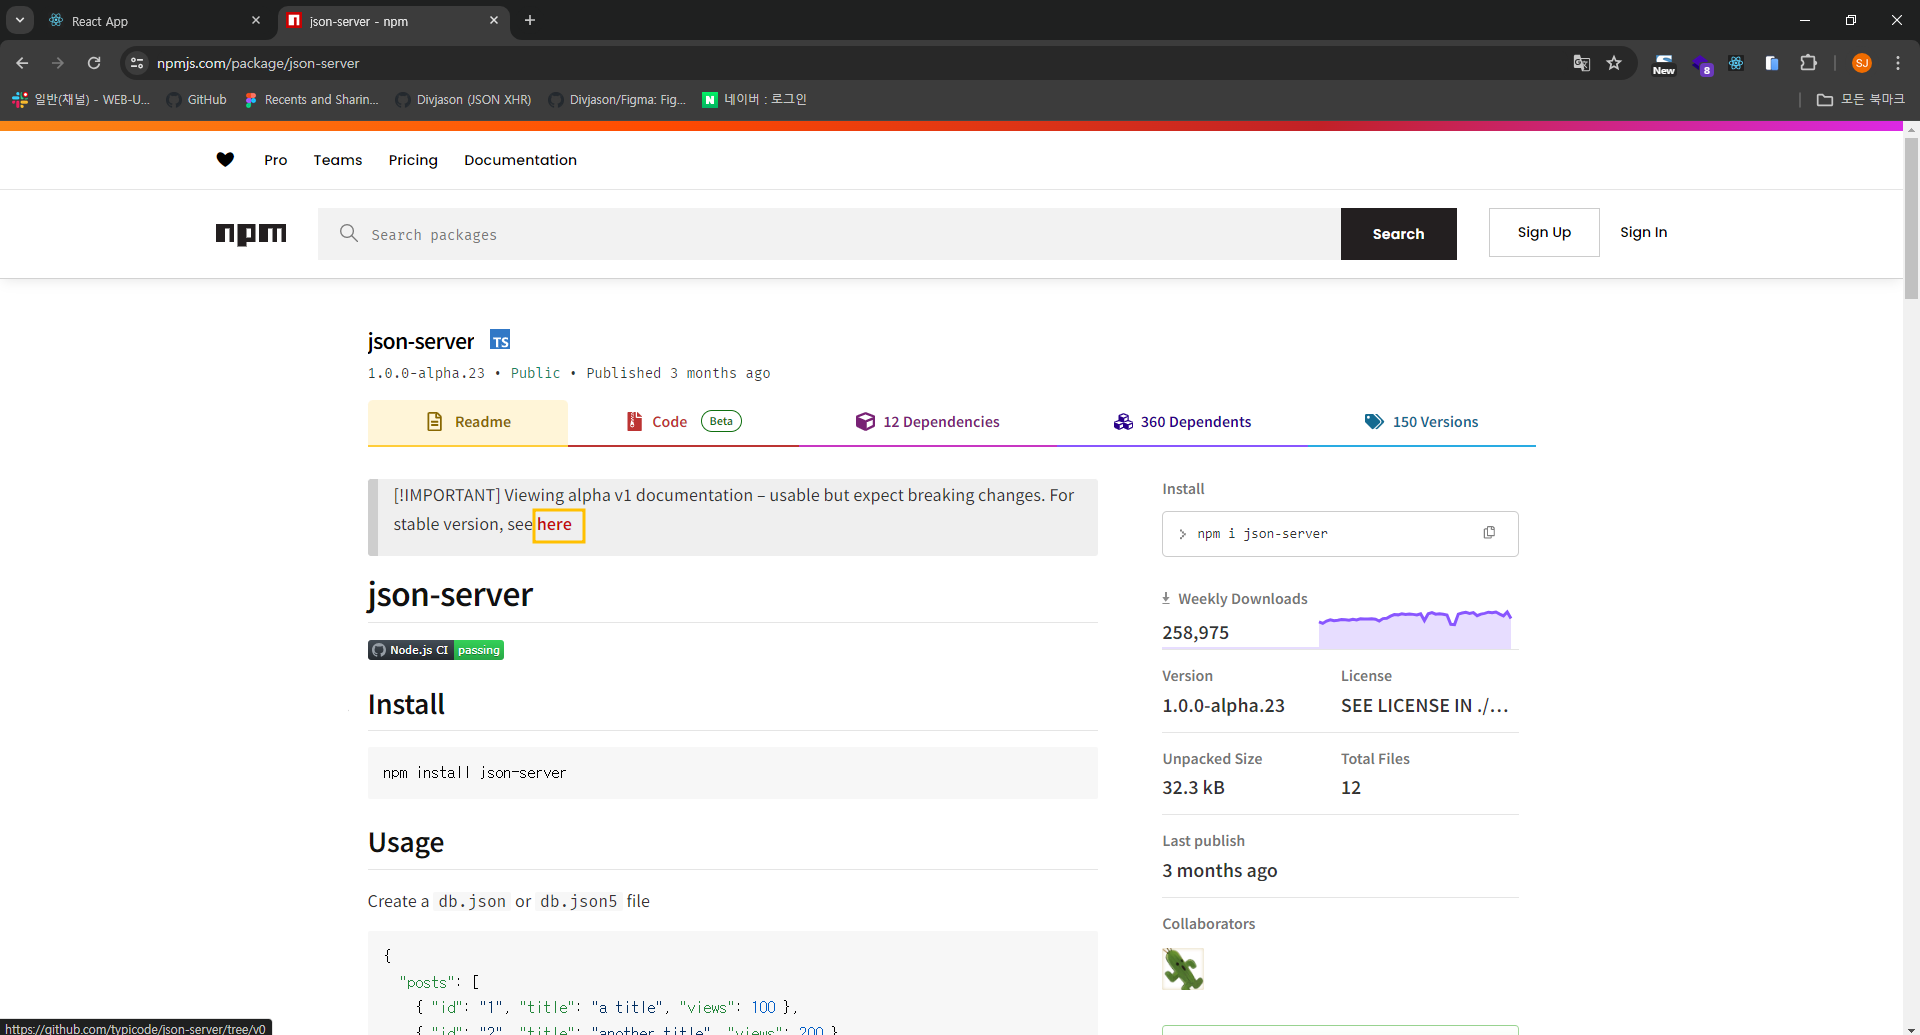 React App
json-server - npm
npmjs.com/package/json-server
New
8
SJ
일반(채널) - WEB-U...
GitHub
Recents and Sharin...
Divjason (JSON XHR)
Divjason/Figma: Fig...
N
네이버 : 로그인
모든 북마크
Pro
Teams
Pricing
Documentation
npm
Search packages
Search
Sign Up
Sign In
json-server
TS
1.0.0-alpha.23 • Public • Published 3 months ago
Readme
Code
Beta
12 Dependencies
360 Dependents
150 Versions
[!IMPORTANT] Viewing alpha v1 documentation – usable but expect breaking changes. For
stable version, see here
json-server
Node.js CI passing
Install
npm install json-server
Usage
Create a db.json or db.json5 file
{
"posts": [
{ "id": "1", "title": "a title", "views": 100 },
{ "id": "2", "title": "another title", "views": 200 }
Install
> npm i json-server
Weekly Downloads
258,975
Version
1.0.0-alpha.23
License
SEE LICENSE IN ./...
Unpacked Size
32.3 kB
Total Files
12
Last publish
3 months ago
Collaborators
https://github.com/typicode/json-server/tree/v0